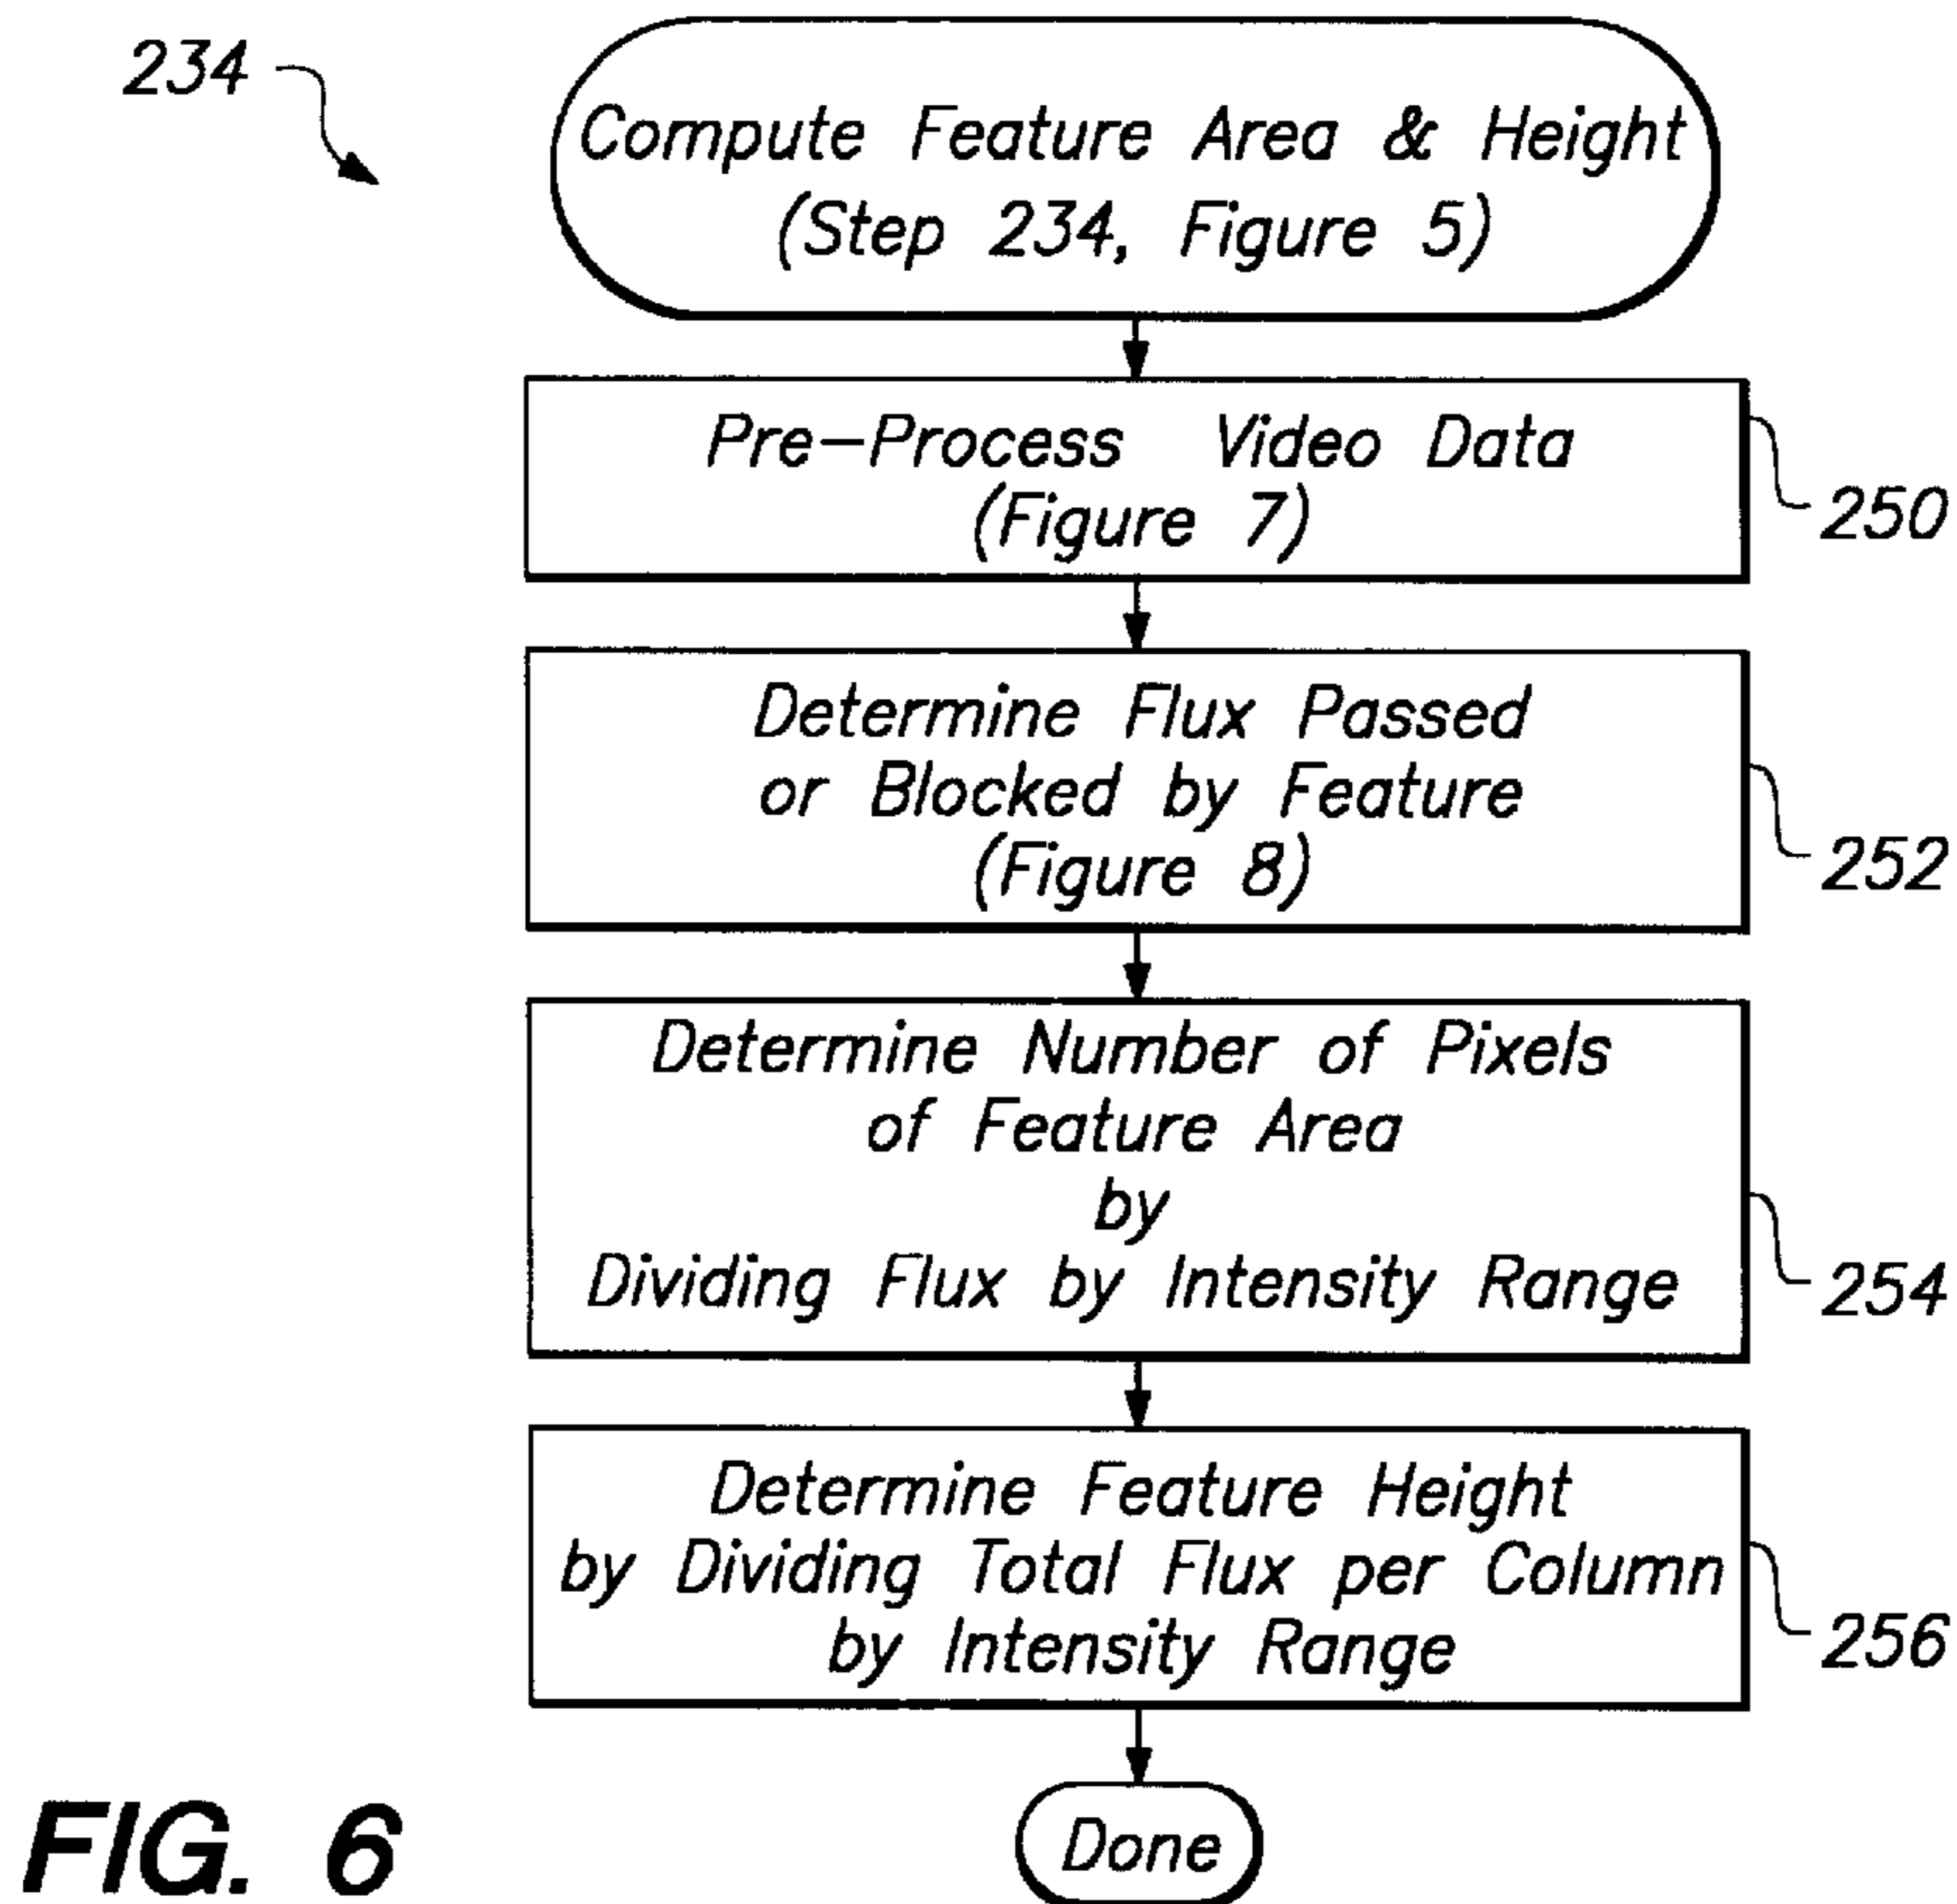 234
Compute Feature Area & Height
(Step 234, Figure 5)
Pre-Process Video Data
(Figure 7)
250
Determine Flux Passed
or Blocked by Feature
(Figure 8)
252
Determine Number of Pixels
of Feature Area
by
Dividing Flux by Intensity Range
254
Determine Feature Height
by Dividing Total Flux per Column
by Intensity Range
256
Done
FIG. 6